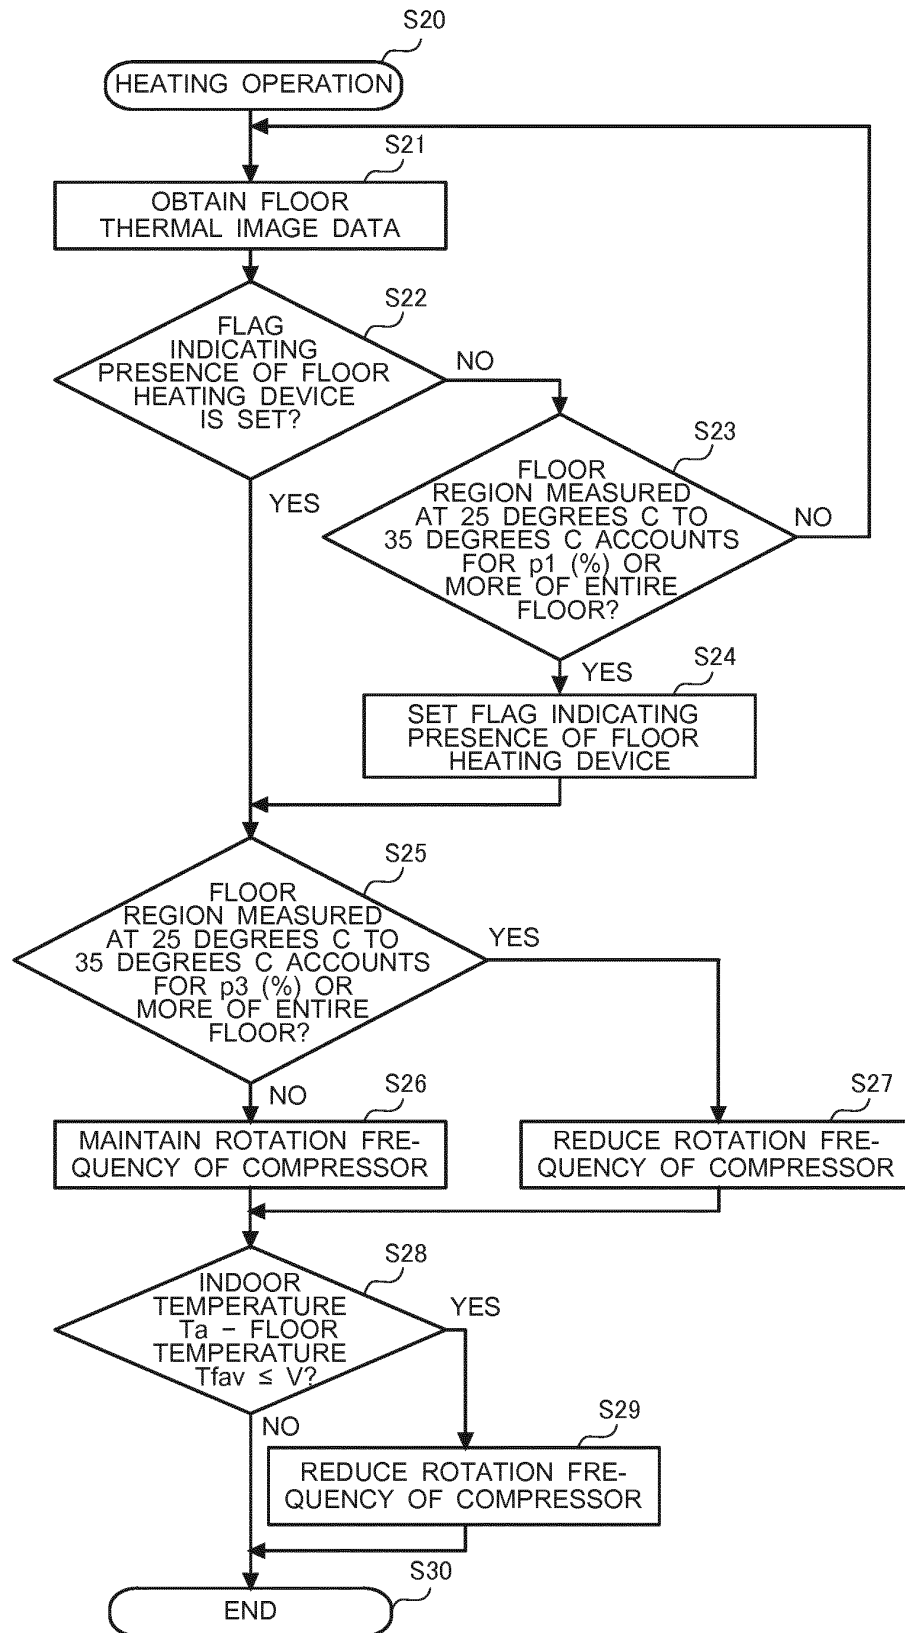 S20
HEATING OPERATION
S21
OBTAIN FLOOR
THERMAL IMAGE DATA
S22
FLAG
INDICATING
PRESENCE OF FLOOR
HEATING DEVICE
IS SET?
NO
YES
S23
FLOOR
REGION MEASURED
AT 25 DEGREES C TO
35 DEGREES C ACCOUNTS
FOR p1 (%) OR
MORE OF ENTIRE
FLOOR?
NO
YES
S24
SET FLAG INDICATING
PRESENCE OF FLOOR
HEATING DEVICE
S25
FLOOR
REGION MEASURED
AT 25 DEGREES C TO
35 DEGREES C ACCOUNTS
FOR p3 (%) OR
MORE OF ENTIRE
FLOOR?
YES
NO
S26
MAINTAIN ROTATION FRE-
QUENCY OF COMPRESSOR
S27
REDUCE ROTATION FRE-
QUENCY OF COMPRESSOR
S28
INDOOR
TEMPERATURE
Ta − FLOOR
TEMPERATURE
Tfav ≤ V?
YES
NO
S29
REDUCE ROTATION FRE-
QUENCY OF COMPRESSOR
S30
END